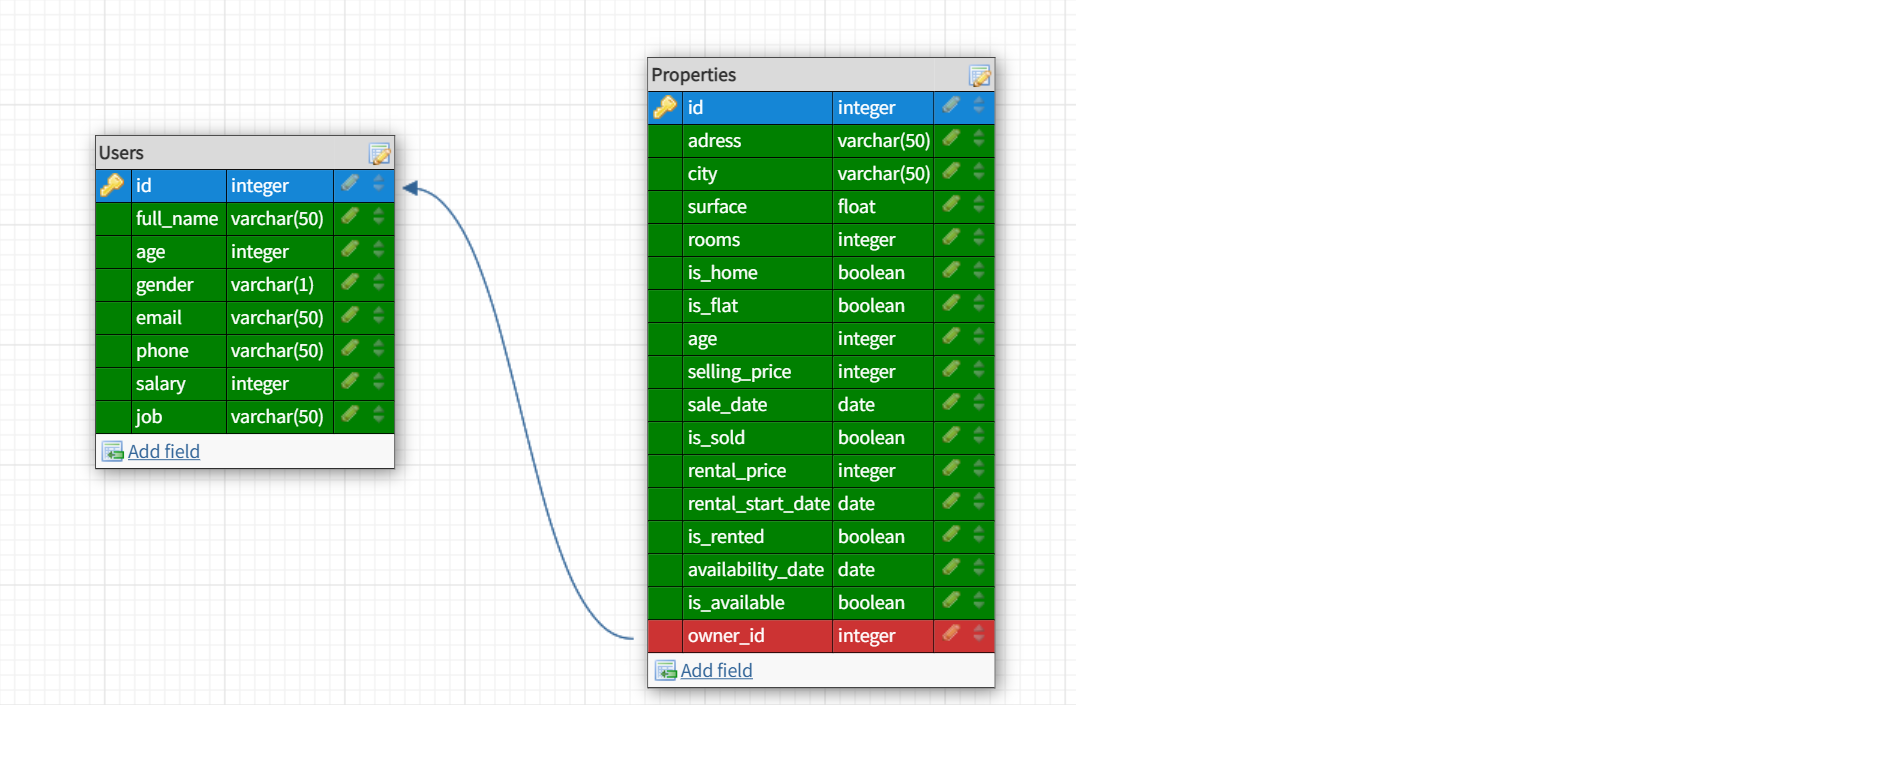 Users
id integer
full_name varchar(50)
age integer
gender varchar(1)
email varchar(50)
phone varchar(50)
salary integer
job varchar(50)
Add field
Properties
id integer
adress varchar(50)
city varchar(50)
surface float
rooms integer
is_home boolean
is_flat boolean
age integer
selling_price integer
sale_date date
is_sold boolean
rental_price integer
rental_start_date date
is_rented boolean
availability_date date
is_available boolean
owner_id integer
Add field